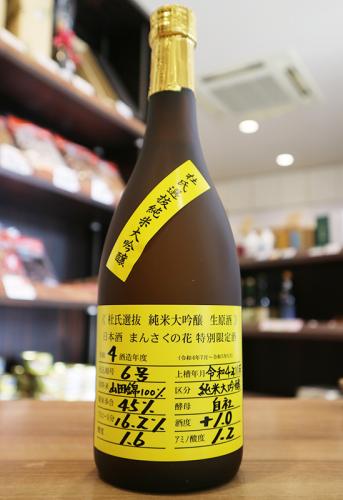 杜氏選抜純米大吟醸
《 杜氏選抜 純米大吟醸 生原酒 》
日本酒 まんさくの花 特別限定酒
4 酒造年度
6号
上槽年月 令和4
山田錦100%
区分 純米大吟醸
45%
酵母 自社
16.2%
酒度 +1.0
1.6
アミノ酸度 1.2